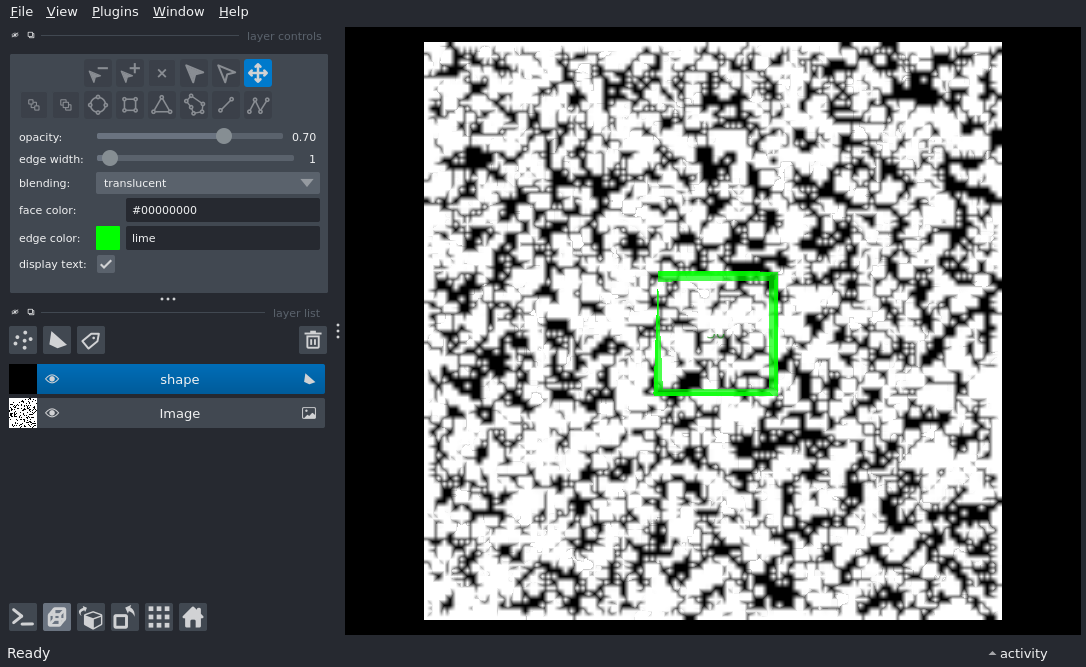 File View Plugins Window Help
layer controls
opacity: 0.70
edge width: 1
blending: translucent
face color: #00000000
edge color: lime
display text:
layer list
shape
Image
Ready
activity